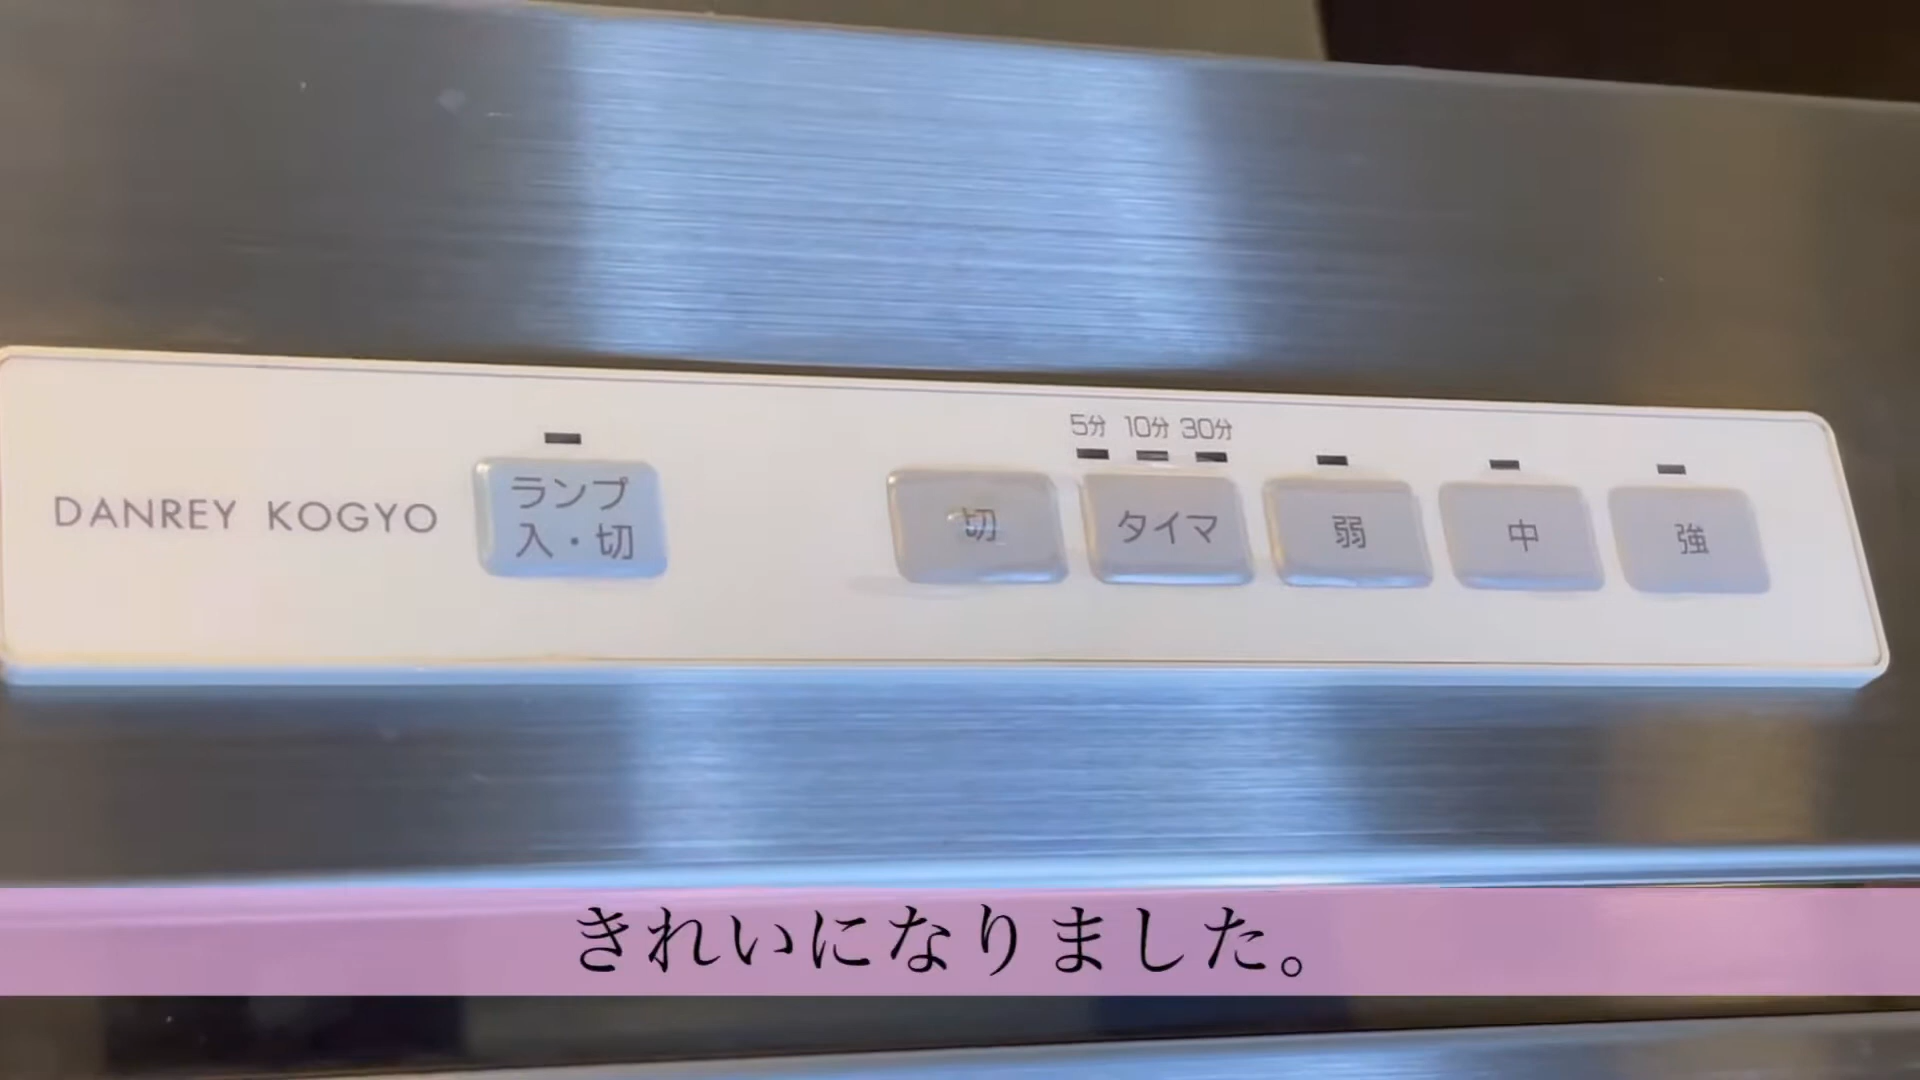 DANREY KOGYO
ランプ
入・切
5分 10分 30分
切
タイマ
弱
中
強
きれいになりました。